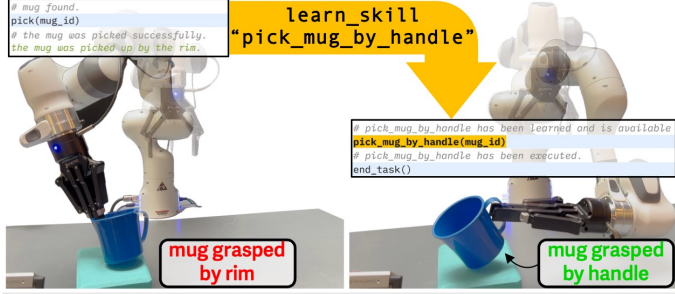 # mug found.
pick(mug_id)
# the mug was picked successfully.
the mug was picked up by the rim.
learn_skill
“pick_mug_by_handle”
# pick_mug_by_handle has been learned and is available
pick_mug_by_handle(mug_id)
# pick_mug_by_handle has been executed.
end_task()
mug grasped
by rim
mug grasped
by handle